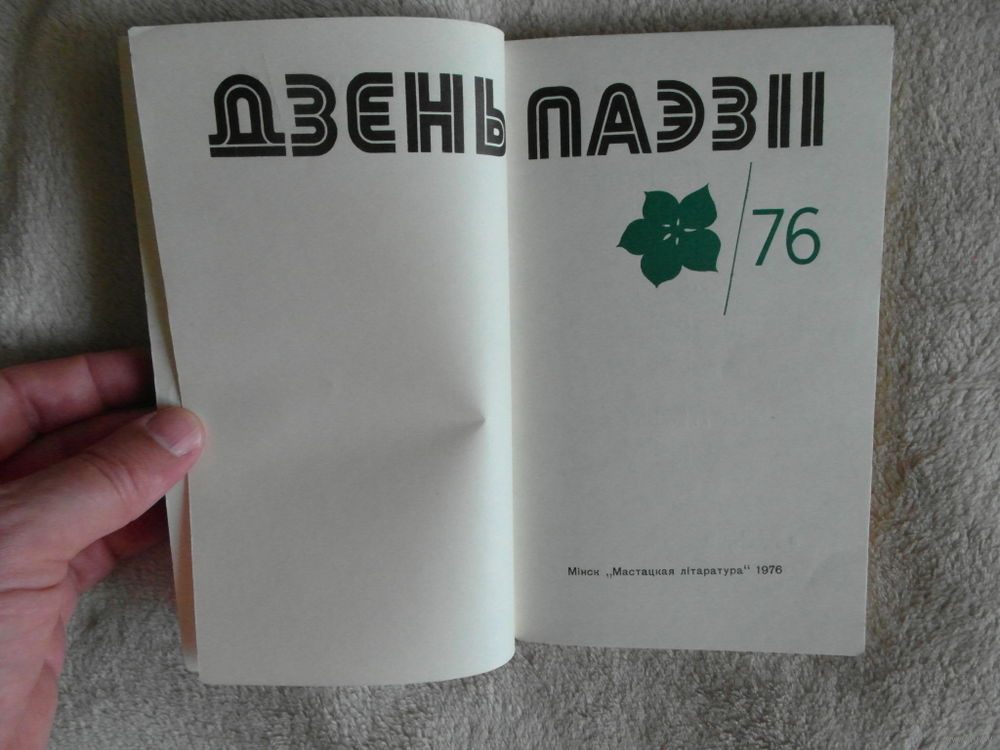 ДЗЕНЬ ПАЭЗІІ
/76
Мінск „Мастацкая літаратура“ 1976